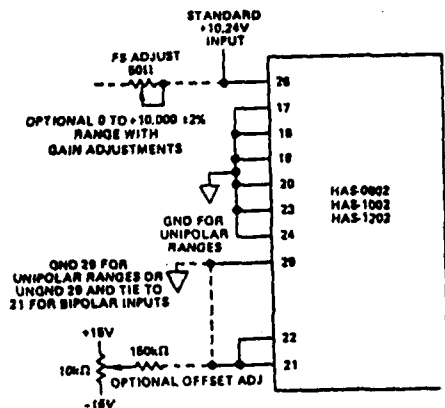 STANDARD
+10.24V
INPUT
FS ADJUST
50Ω
OPTIONAL 0 TO +10.000 ±2%
RANGE WITH
GAIN ADJUSTMENTS
26
17
18
19
20
23
24
29
22
21
HAS-0802
HAS-1002
HAS-1202
GND FOR
UNIPOLAR
RANGES
GND 29 FOR
UNIPOLAR RANGES OR
UNGND 29 AND TIE TO
21 FOR BIPOLAR INPUTS
+15V
150kΩ
10kΩ
OPTIONAL OFFSET ADJ
-15V